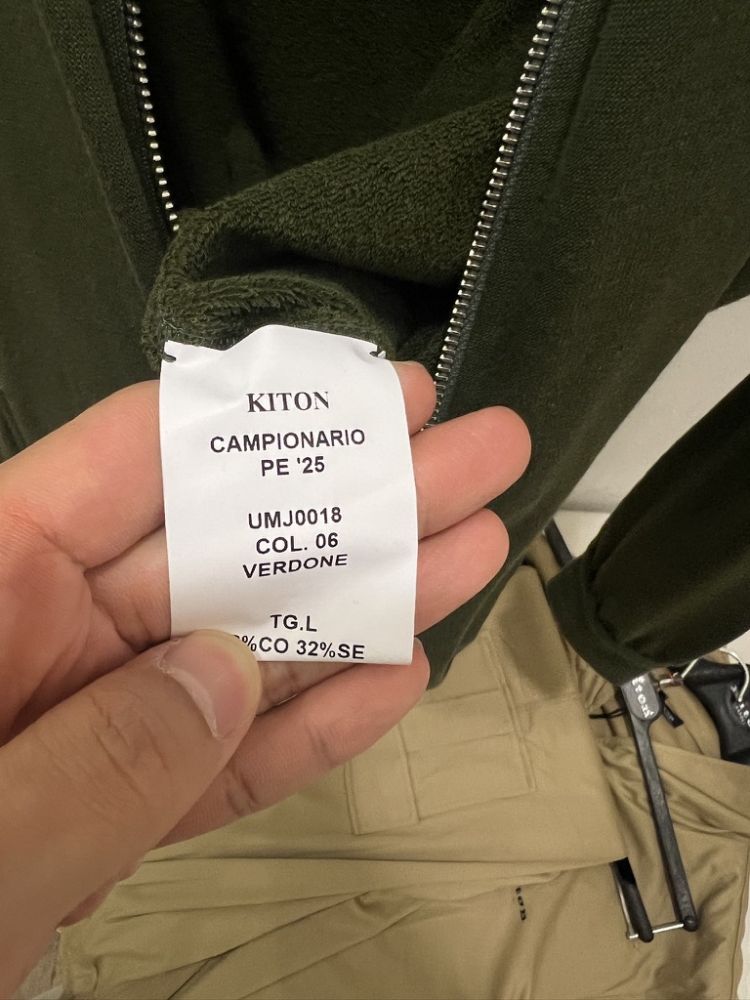 KITON
CAMPIONARIO
PE '25
UMJ0018
COL. 06
VERDONE
TG.L
%CO 32%SE